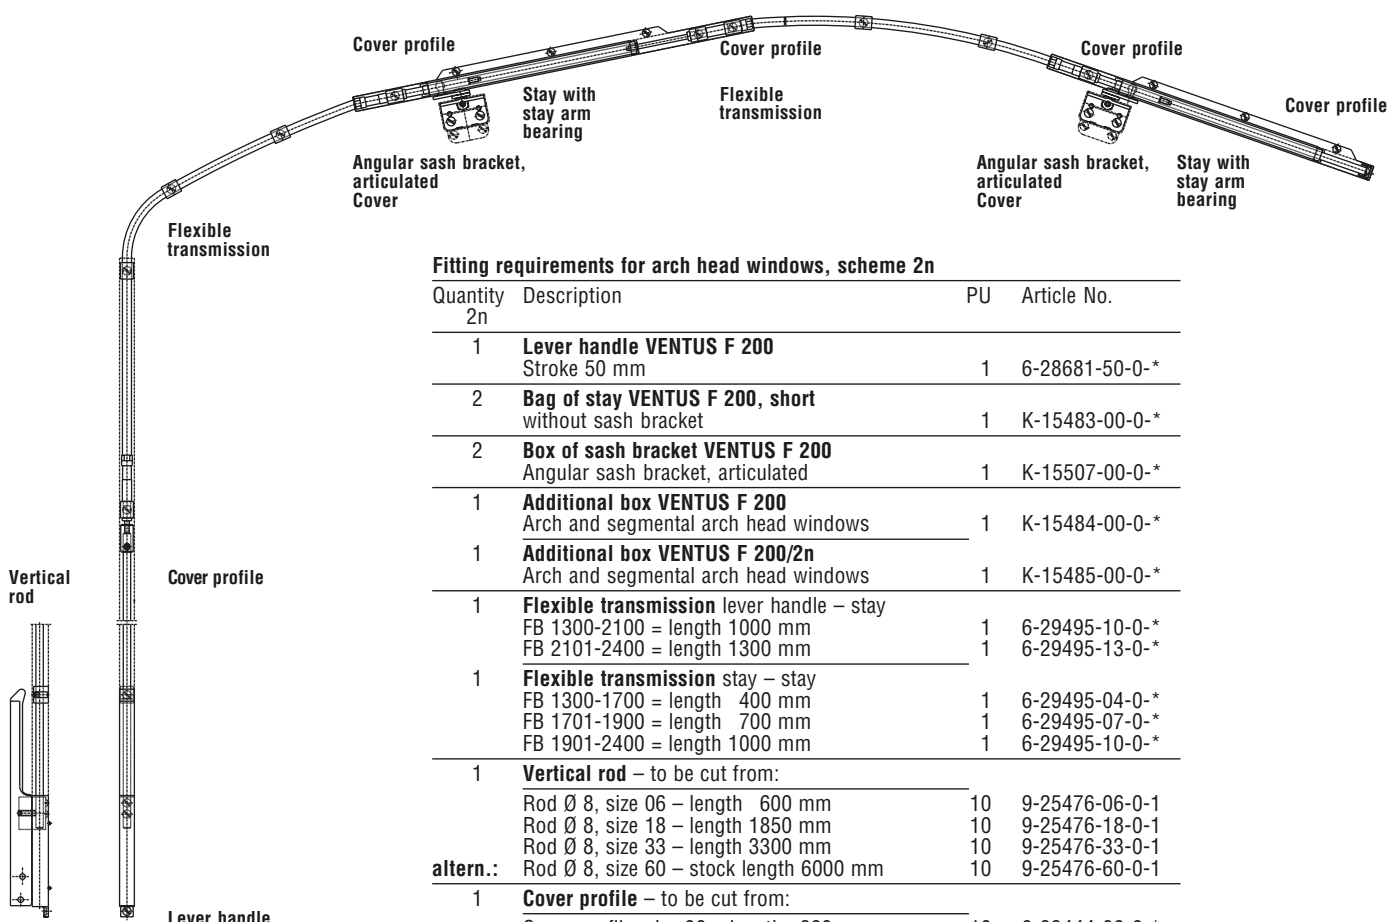 Cover profile
Cover profile
Cover profile
Cover profile
Stay with
stay arm
bearing
Flexible
transmission
Angular sash bracket,
articulated
Cover
Angular sash bracket,
articulated
Cover
Stay with
stay arm
bearing
Flexible
transmission
Fitting requirements for arch head windows, scheme 2n
Quantity Description PU Article No.
2n
1 Lever handle VENTUS F 200
Stroke 50 mm 1 6-28681-50-0-*
2 Bag of stay VENTUS F 200, short
without sash bracket 1 K-15483-00-0-*
2 Box of sash bracket VENTUS F 200
Angular sash bracket, articulated 1 K-15507-00-0-*
1 Additional box VENTUS F 200
Arch and segmental arch head windows 1 K-15484-00-0-*
1 Additional box VENTUS F 200/2n
Arch and segmental arch head windows 1 K-15485-00-0-*
Vertical
rod
Cover profile
1 Flexible transmission lever handle – stay
FB 1300-2100 = length 1000 mm 1 6-29495-10-0-*
FB 2101-2400 = length 1300 mm 1 6-29495-13-0-*
1 Flexible transmission stay – stay
FB 1300-1700 = length 400 mm 1 6-29495-04-0-*
FB 1701-1900 = length 700 mm 1 6-29495-07-0-*
FB 1901-2400 = length 1000 mm 1 6-29495-10-0-*
1 Vertical rod – to be cut from:
Rod Ø 8, size 06 – length 600 mm 10 9-25476-06-0-1
Rod Ø 8, size 18 – length 1850 mm 10 9-25476-18-0-1
Rod Ø 8, size 33 – length 3300 mm 10 9-25476-33-0-1
altern.: Rod Ø 8, size 60 – stock length 6000 mm 10 9-25476-60-0-1
1 Cover profile – to be cut from:
Lever handle